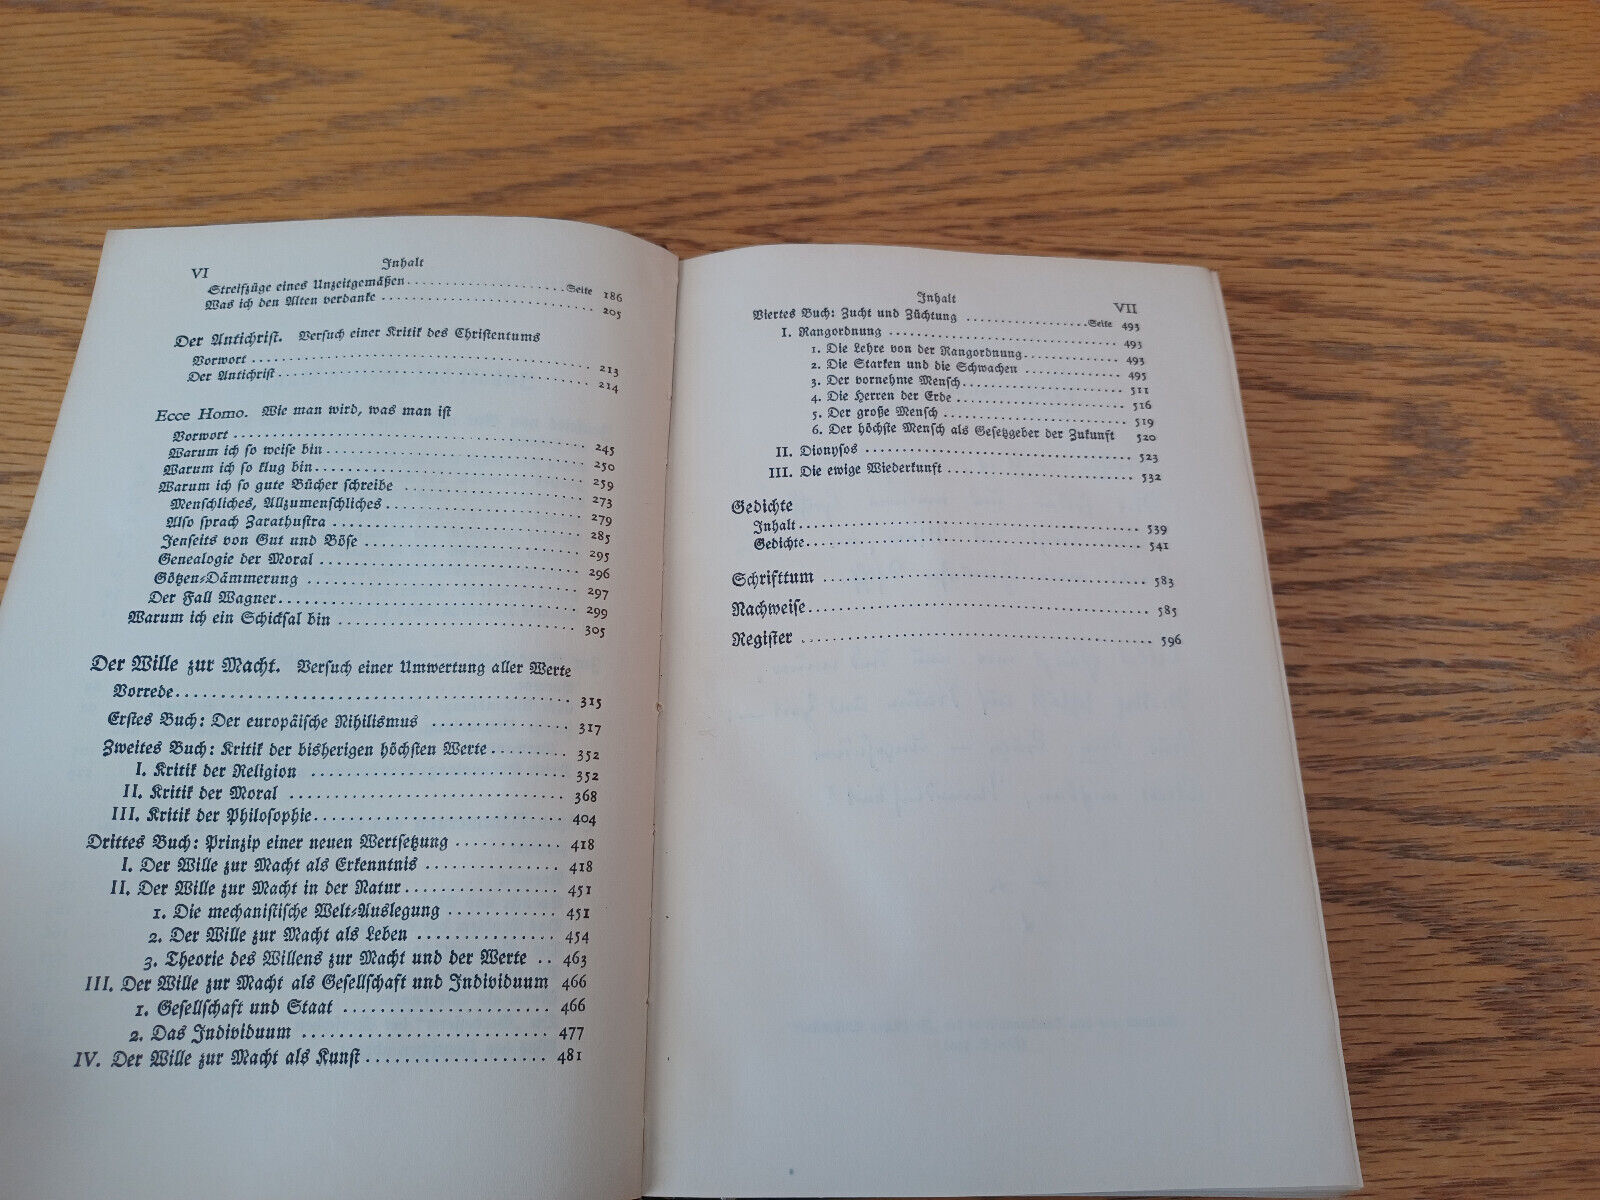 VI
Inhalt
Seite
Streifzüge eines Unzeitgemäßen 186
Was ich den Alten verdanke 205
Der Antichrist. Versuch einer Kritik des Christentums
Vorwort 213
Der Antichrist 214
Ecce Homo. Wie man wird, was man ist
Vorwort 245
Warum ich so weise bin 250
Warum ich so klug bin 259
Warum ich so gute Bücher schreibe 273
Menschliches, Allzumenschliches 279
Also sprach Zarathustra 285
Jenseits von Gut und Böse 295
Genealogie der Moral 296
Götzen-Dämmerung 297
Der Fall Wagner 299
Warum ich ein Schicksal bin 305
Der Wille zur Macht. Versuch einer Umwertung aller Werte
Vorrede 315
Erstes Buch: Der europäische Nihilismus 317
Zweites Buch: Kritik der bisherigen höchsten Werte 352
I. Kritik der Religion 352
II. Kritik der Moral 368
III. Kritik der Philosophie 404
Drittes Buch: Prinzip einer neuen Wertsetzung 418
I. Der Wille zur Macht als Erkenntnis 418
II. Der Wille zur Macht in der Natur 451
1. Die mechanistische Welt-Auslegung 451
2. Der Wille zur Macht als Leben 454
3. Theorie des Willens zur Macht und der Werte 463
III. Der Wille zur Macht als Gesellschaft und Individuum 466
1. Gesellschaft und Staat 466
2. Das Individuum 477
IV. Der Wille zur Macht als Kunst 481
Inhalt
VII
Seite
Viertes Buch: Zucht und Züchtung 493
I. Rangordnung 493
1. Die Lehre von der Rangordnung 493
2. Die Starken und die Schwachen 495
3. Der vornehme Mensch 511
4. Die Herren der Erde 516
5. Der große Mensch 519
6. Der höchste Mensch als Gesetzgeber der Zukunft 520
II. Dionysos 523
III. Die ewige Wiederkunft 532
Gedichte
Inhalt 539
Gedichte 541
Schrifttum 583
Nachweise 585
Register 596